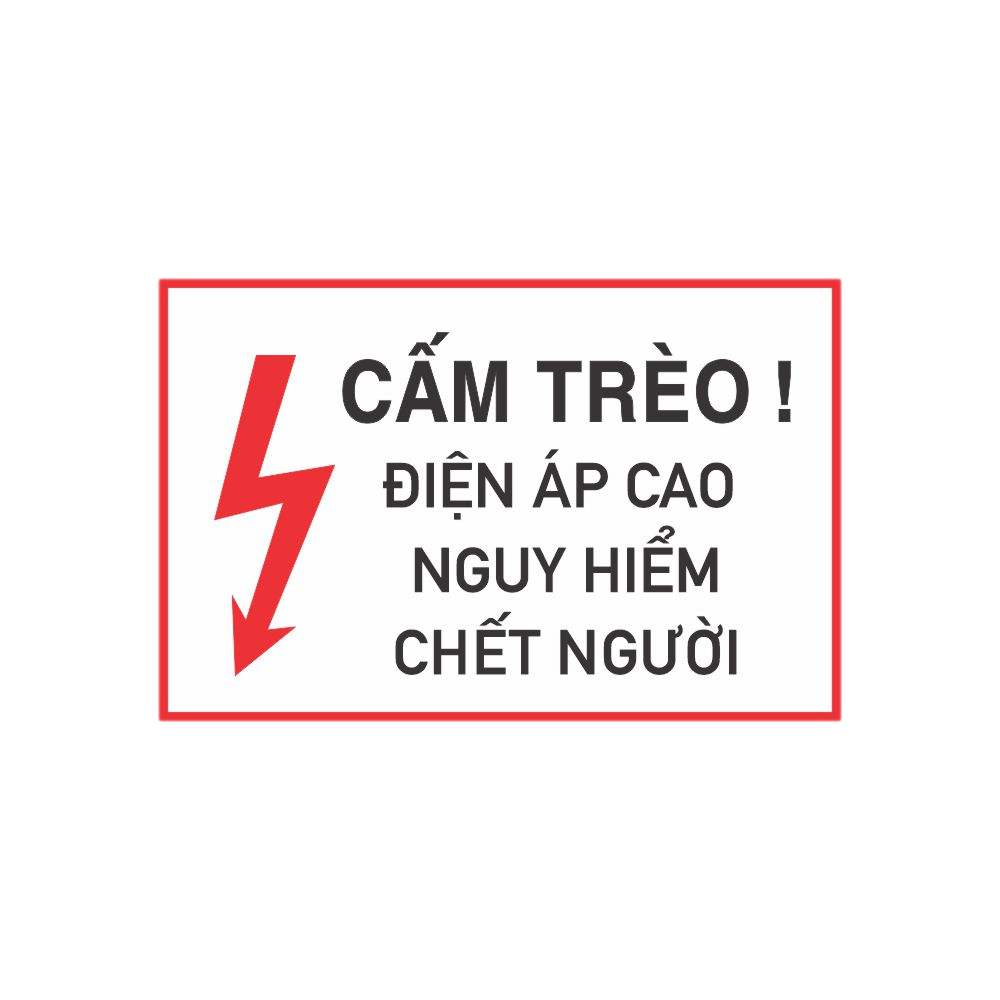 CẤM TRÈO !
ĐIỆN ÁP CAO
NGUY HIỂM
CHẾT NGƯỜI